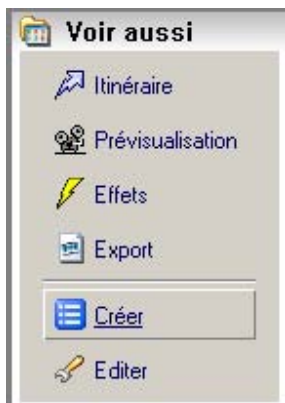 Voir aussi
Itinéraire
Prévisualisation
Effets
Export
Créer
Editer